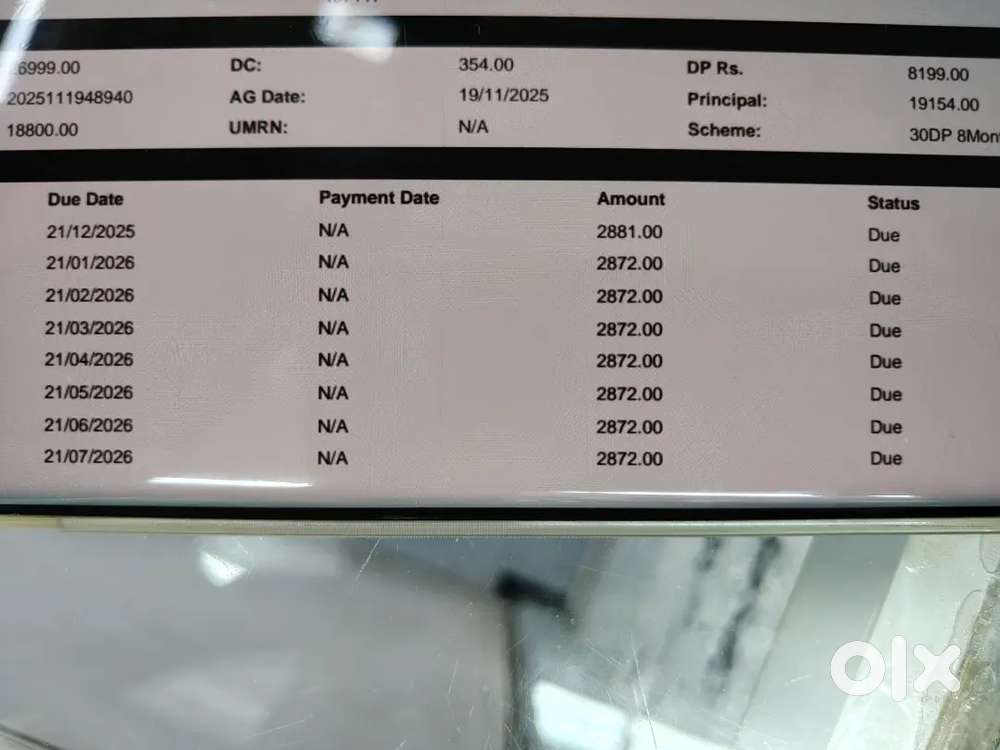 6999.00 DC: 354.00 DP Rs. 8199.00
2025111948940 AG Date: 19/11/2025 Principal: 19154.00
18800.00 UMRN: N/A Scheme: 30DP 8Mon
Due Date Payment Date Amount Status
21/12/2025 N/A 2881.00 Due
21/01/2026 N/A 2872.00 Due
21/02/2026 N/A 2872.00 Due
21/03/2026 N/A 2872.00 Due
21/04/2026 N/A 2872.00 Due
21/05/2026 N/A 2872.00 Due
21/06/2026 N/A 2872.00 Due
21/07/2026 N/A 2872.00 Due
olx